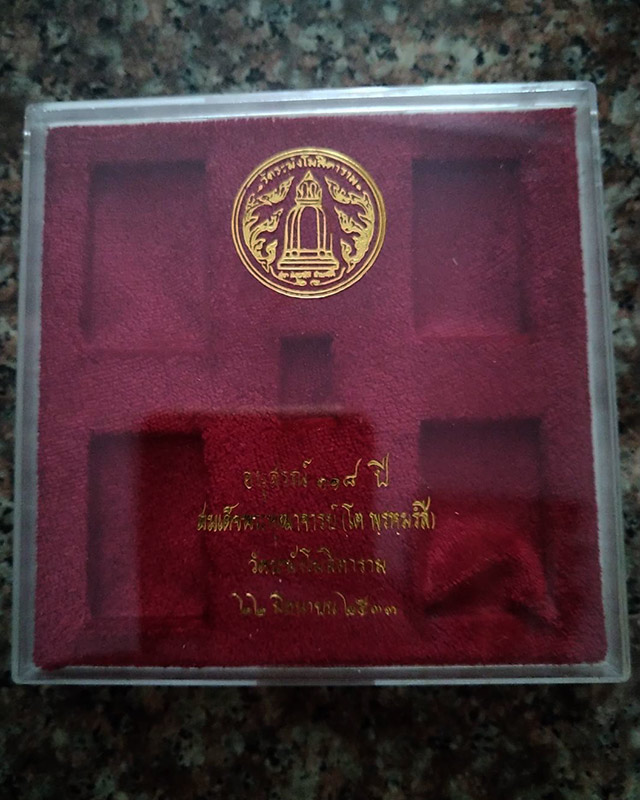 วัดระฆังโฆสิตาราม
อนุสรณ์ ๑๑๘ ปี
สมเด็จพระพุฒาจารย์ (โต พรหมรังสี)
วัดระฆังโฆสิตาราม
๒๒ มิถุนายน ๒๕๓๓